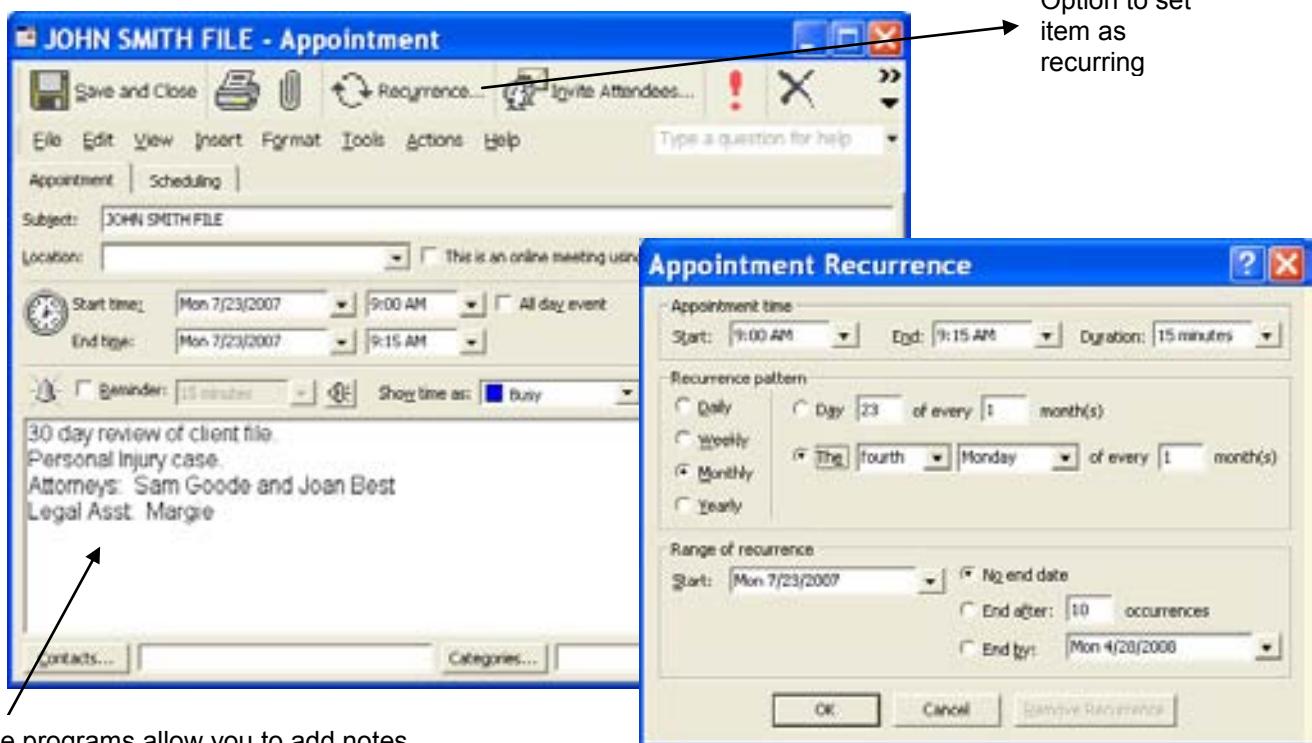 Option to set
item as
recurring
JOHN SMITH FILE - Appointment
Save and Close Recurrence... Invite Attendees...
File Edit View Insert Format Tools Actions Help Type a question for help
Appointment Scheduling
Subject: JOHN SMITH FILE
Location: This is an online meeting using
Start time: Mon 7/23/2007 9:00 AM All day event
End time: Mon 7/23/2007 9:15 AM
Reminder: 15 minutes Show time as: Busy
30 day review of client file.
Personal Injury case.
Attorneys: Sam Goode and Joan Best
Legal Asst. Margie
Contacts... Categories...
Appointment Recurrence
Appointment time
Start: 9:00 AM End: 9:15 AM Duration: 15 minutes
Recurrence pattern
Daily Day 23 of every 1 month(s)
Weekly
The fourth Monday of every 1 month(s)
Monthly
Yearly
Range of recurrence
Start: Mon 7/23/2007 No end date
End after: 10 occurrences
End by: Mon 4/28/2008
OK Cancel Remove Recurrence
programs allow you to add notes